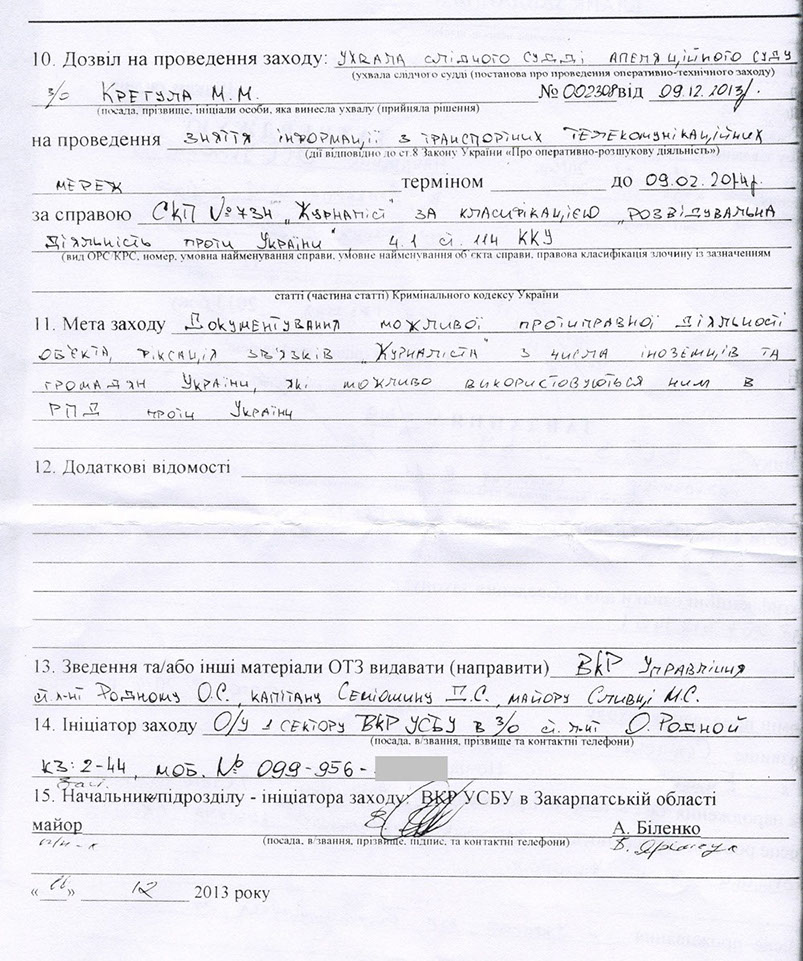 10. Дозвіл на проведення заходу: УХВАЛА СЛІДЧОГО СУДДІ АПЕЛЯЦІЙНОГО СУДУ
(ухвала слідчого судді (постанова про проведення оперативно-технічного заходу)
З/О КРЕГУЛА М.М. № 002308 від 09.12.2013р.
(посада, прізвище, ініціали особи, яка винесла ухвалу (прийняла рішення)
на проведення ЗНЯТТЯ ІНФОРМАЦІЇ З ТРАНСПОРТНИХ ТЕЛЕКОМУНІКАЦІЙНИХ
(дії відповідно до ст.8 Закону України «Про оперативно-розшукову діяльність»)
МЕРЕЖ терміном до 09.02.2014р.
за справою СКП № 734 „ЖУРНАЛІСТ" ЗА КЛАСИФІКАЦІЄЮ „РОЗВІДУВАЛЬНА
ДІЯЛЬНІСТЬ ПРОТИ УКРАЇНИ", Ч.1 СТ. 114 ККУ
(вид ОРС КРС, номер, умовна найменування справи, умовне найменування об'єкта справи, правова класифікація злочину із зазначенням
статті (частина статті) Кримінального кодексу України
11. Мета заходу ДОКУМЕНТУВАННЯ МОЖЛИВОЇ ПРОТИПРАВНОЇ ДІЯЛЬНОСТІ
ОБ'ЄКТА, ФІКСАЦІЯ ЗВ'ЯЗКІВ „ЖУРНАЛІСТА" З ЧИСЛА ІНОЗЕМЦІВ ТА
ГРОМАДЯН УКРАЇНИ, ЯКІ МОЖЛИВО ВИКОРИСТОВУЮТЬСЯ НИМ В
РПД ПРОТИ УКРАЇНИ
12. Додаткові відомості
13. Зведення та/або інші матеріали ОТЗ видавати (направити) ВКР УПРАВЛІННЯ
СТ. Л-НТ РОДНОМУ О.С., КАПІТАНУ П.С., МАЙОРУ СЛИВЦІ М.С.
14. Ініціатор заходу О/У 1 СЕКТОРУ ВКР УСБУ В З/О СТ. Л-НТ О. РОДНОЙ
(посада, в/звання, прізвище та контактні телефони)
КЗ: 2-44, МОБ. № 099-956-
15. Начальник підрозділу - ініціатора заходу: ВКР УСБУ в Закарпатській області
майор А. Біленко
(посада, в/звання, прізвище, підпис, та контактні телефони)
« 11 » 12 2013 року